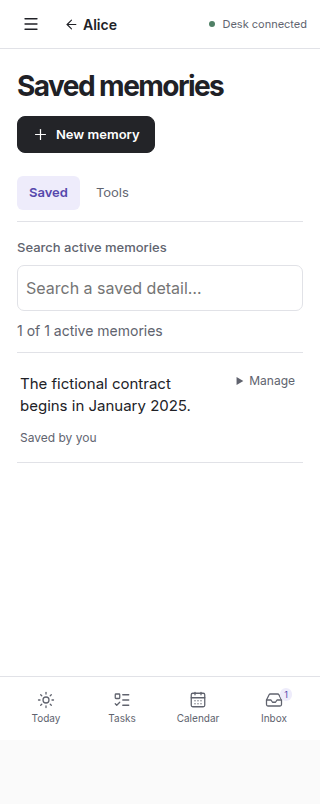 Alice
Desk connected
Saved memories
New memory
Saved
Tools
Search active memories
Search a saved detail...
1 of 1 active memories
The fictional contract
begins in January 2025.
Manage
Saved by you
1
Today
Tasks
Calendar
Inbox